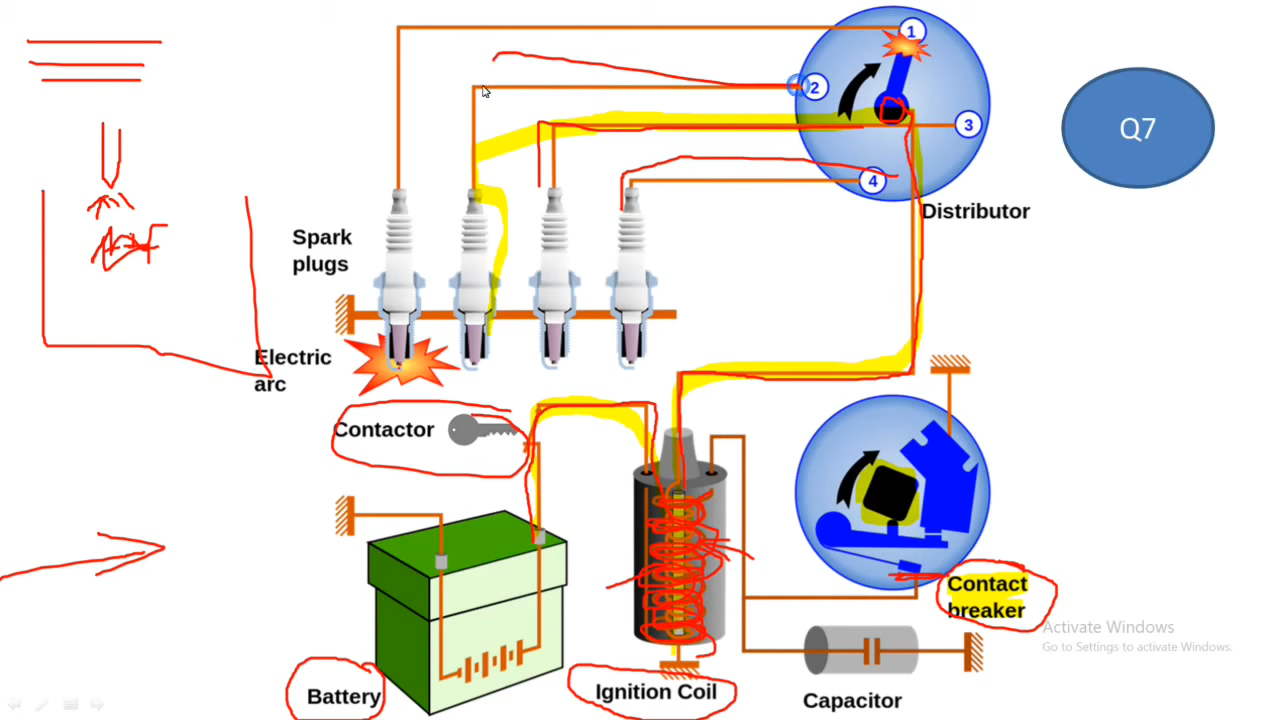 1
2
3
4
Q7
Distributor
Spark
plugs
Electric
arc
Contactor
Contact
breaker
Activate Windows
Go to Settings to activate Windows.
Battery
Ignition Coil
Capacitor